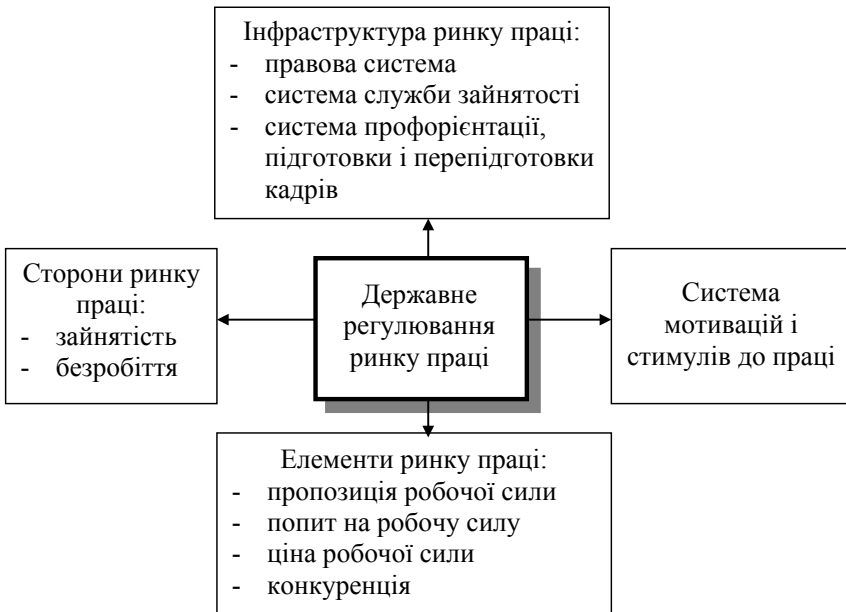 Інфраструктура ринку праці:
- правова система
- система служби зайнятості
- система профорієнтації,
підготовки і перепідготовки
кадрів
Сторони ринку
праці:
- зайнятість
- безробіття
Державне
регулювання
ринку праці
Система
мотивацій і
стимулів до праці
Елементи ринку праці:
- пропозиція робочої сили
- попит на робочу силу
- ціна робочої сили
- конкуренція